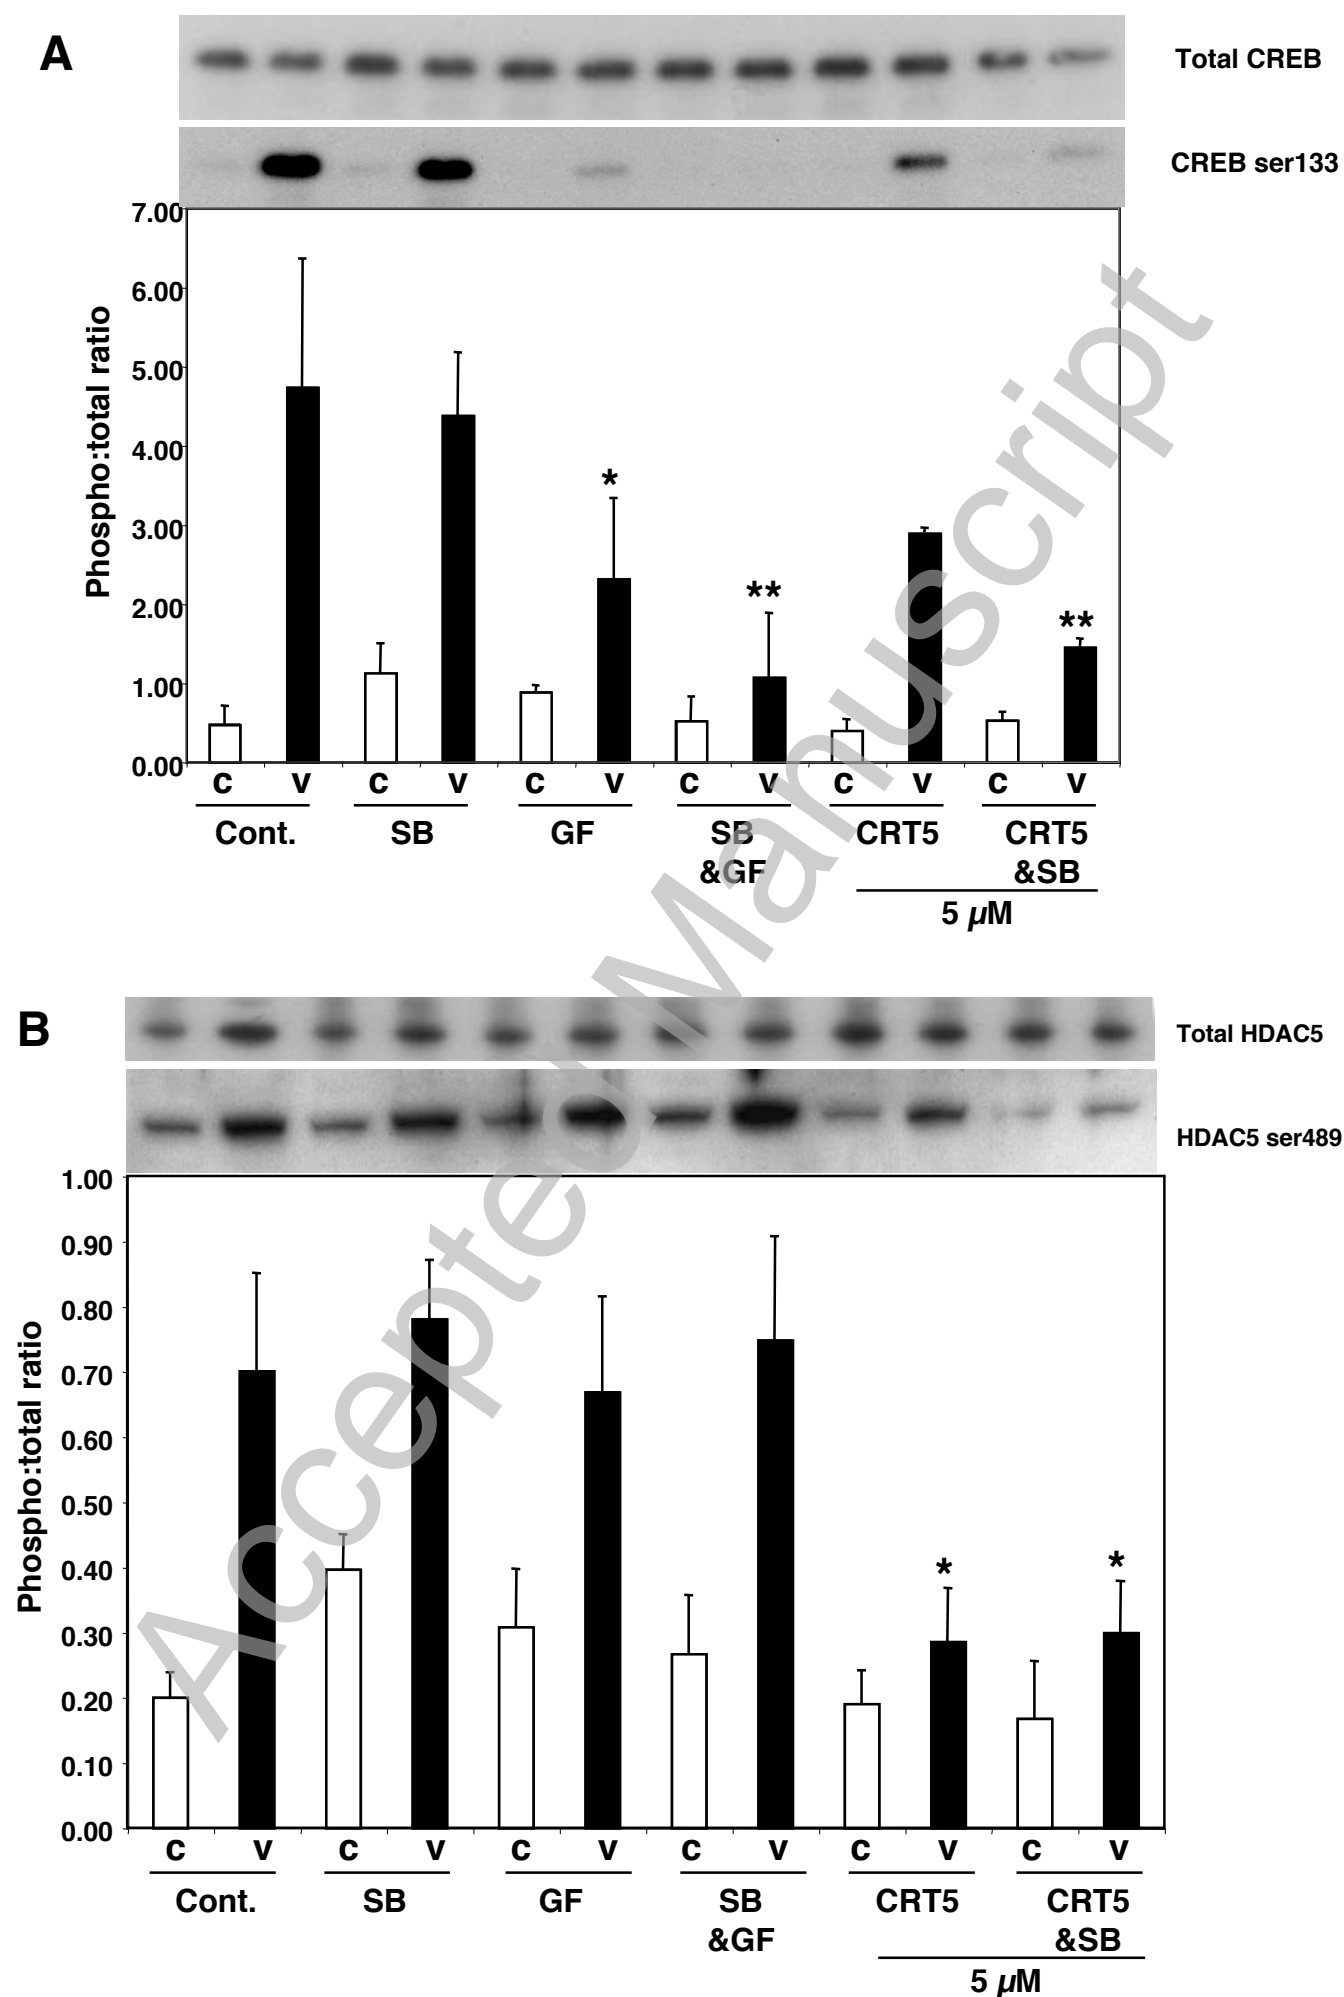 A
Total CREB
CREB ser133
7.00
6.00
5.00
4.00
3.00
2.00
1.00
0.00
Phospho:total ratio
*
**
**
c v c v c v c v c v c v
Cont. SB GF SB &GF CRT5 CRT5 &SB
5 µM
B
Total HDAC5
HDAC5 ser489
1.00
0.90
0.80
0.70
0.60
0.50
0.40
0.30
0.20
0.10
0.00
Phospho:total ratio
*
*
c v c v c v c v c v c v
Cont. SB GF SB &GF CRT5 CRT5 &SB
5 µM
Accepted Manuscript